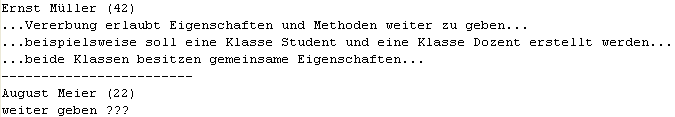 Ernst Müller (42)
...Vererbung erlaubt Eigenschaften und Methoden weiter zu geben...
...beispielsweise soll eine Klasse Student und eine Klasse Dozent erstellt werden...
...beide Klassen besitzen gemeinsame Eigenschaften...
------------------------
August Meier (22)
weiter geben ???